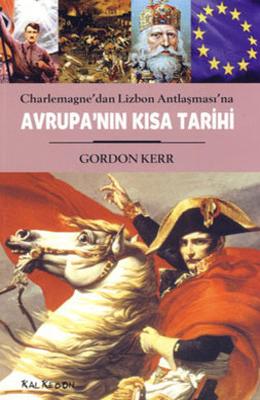 Charlemagne'dan Lizbon Antlaşması'na
AVRUPA'NIN KISA TARİHİ
GORDON KERR
KALKEDON